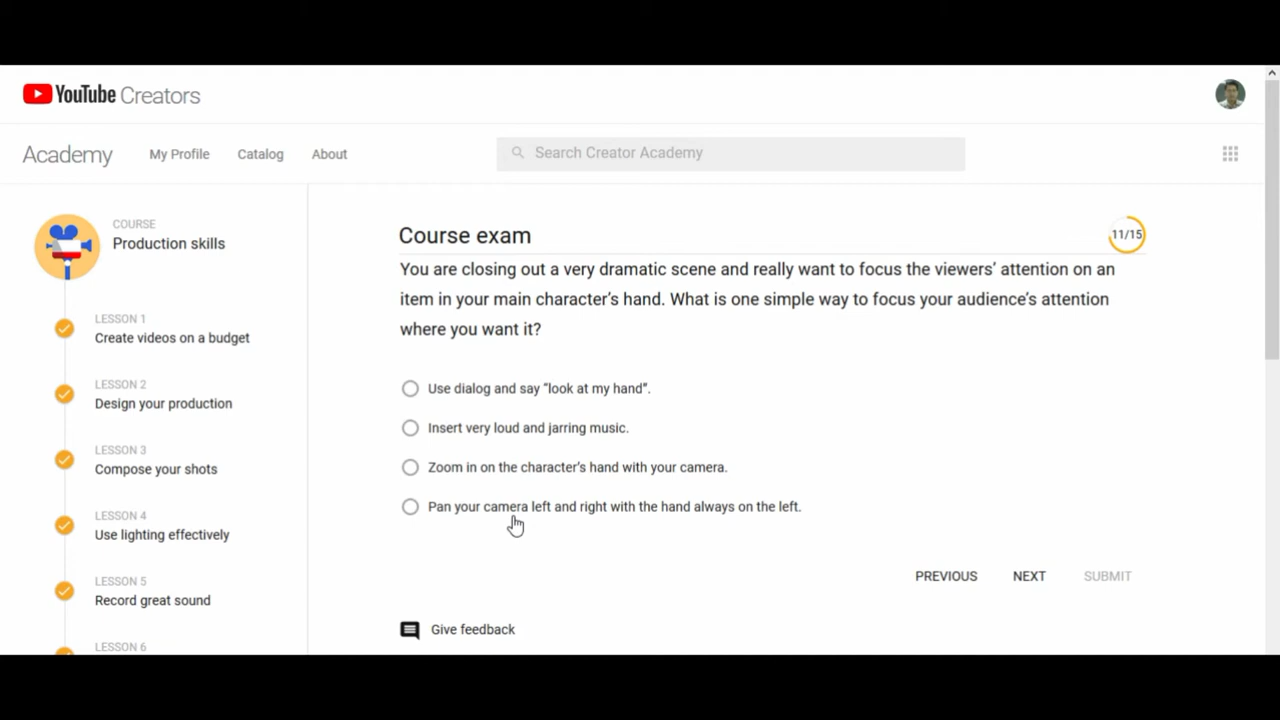 YouTube Creators
Academy My Profile Catalog About Search Creator Academy
COURSE
Production skills
LESSON 1
Create videos on a budget
LESSON 2
Design your production
LESSON 3
Compose your shots
LESSON 4
Use lighting effectively
LESSON 5
Record great sound
LESSON 6
Course exam 11/15
You are closing out a very dramatic scene and really want to focus the viewers' attention on an
item in your main character's hand. What is one simple way to focus your audience's attention
where you want it?
Use dialog and say “look at my hand”.
Insert very loud and jarring music.
Zoom in on the character's hand with your camera.
Pan your camera left and right with the hand always on the left.
PREVIOUS NEXT SUBMIT
Give feedback